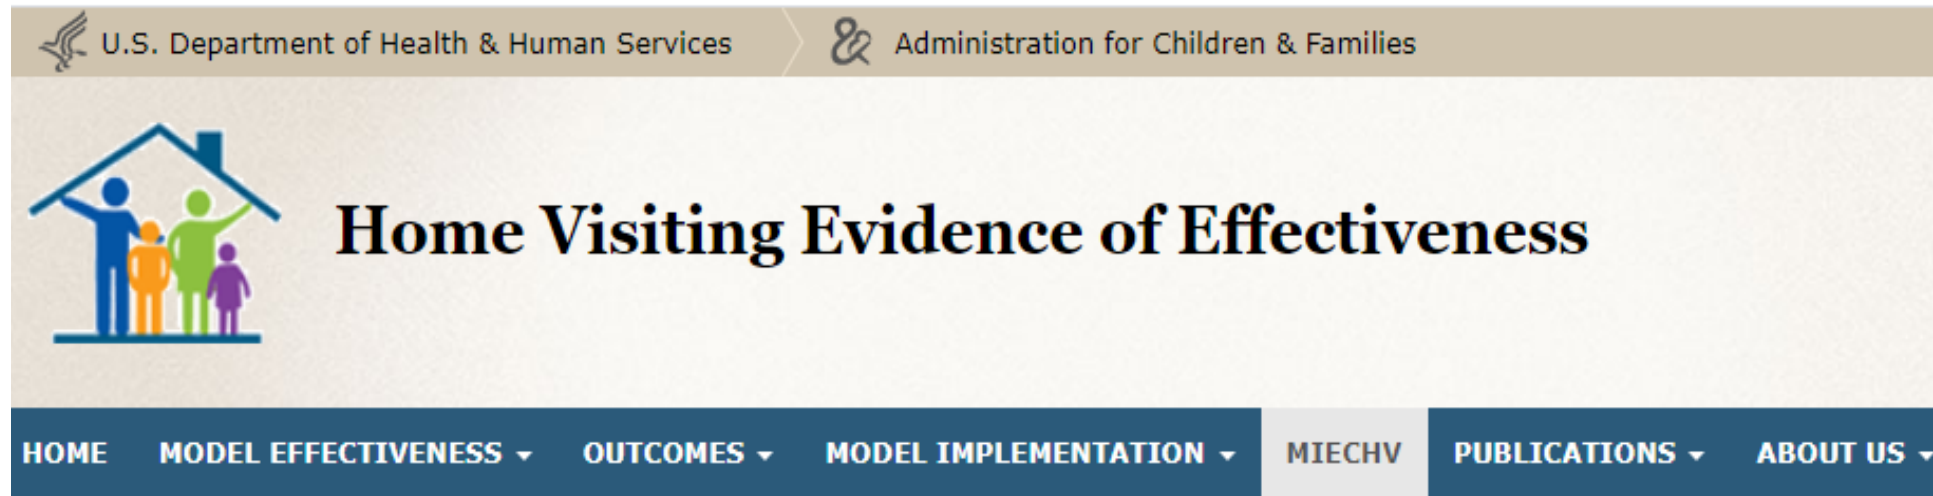 U.S. Department of Health & Human Services Administration for Children & Families
Home Visiting Evidence of Effectiveness
HOME MODEL EFFECTIVENESS OUTCOMES MODEL IMPLEMENTATION MIECHV PUBLICATIONS ABOUT US